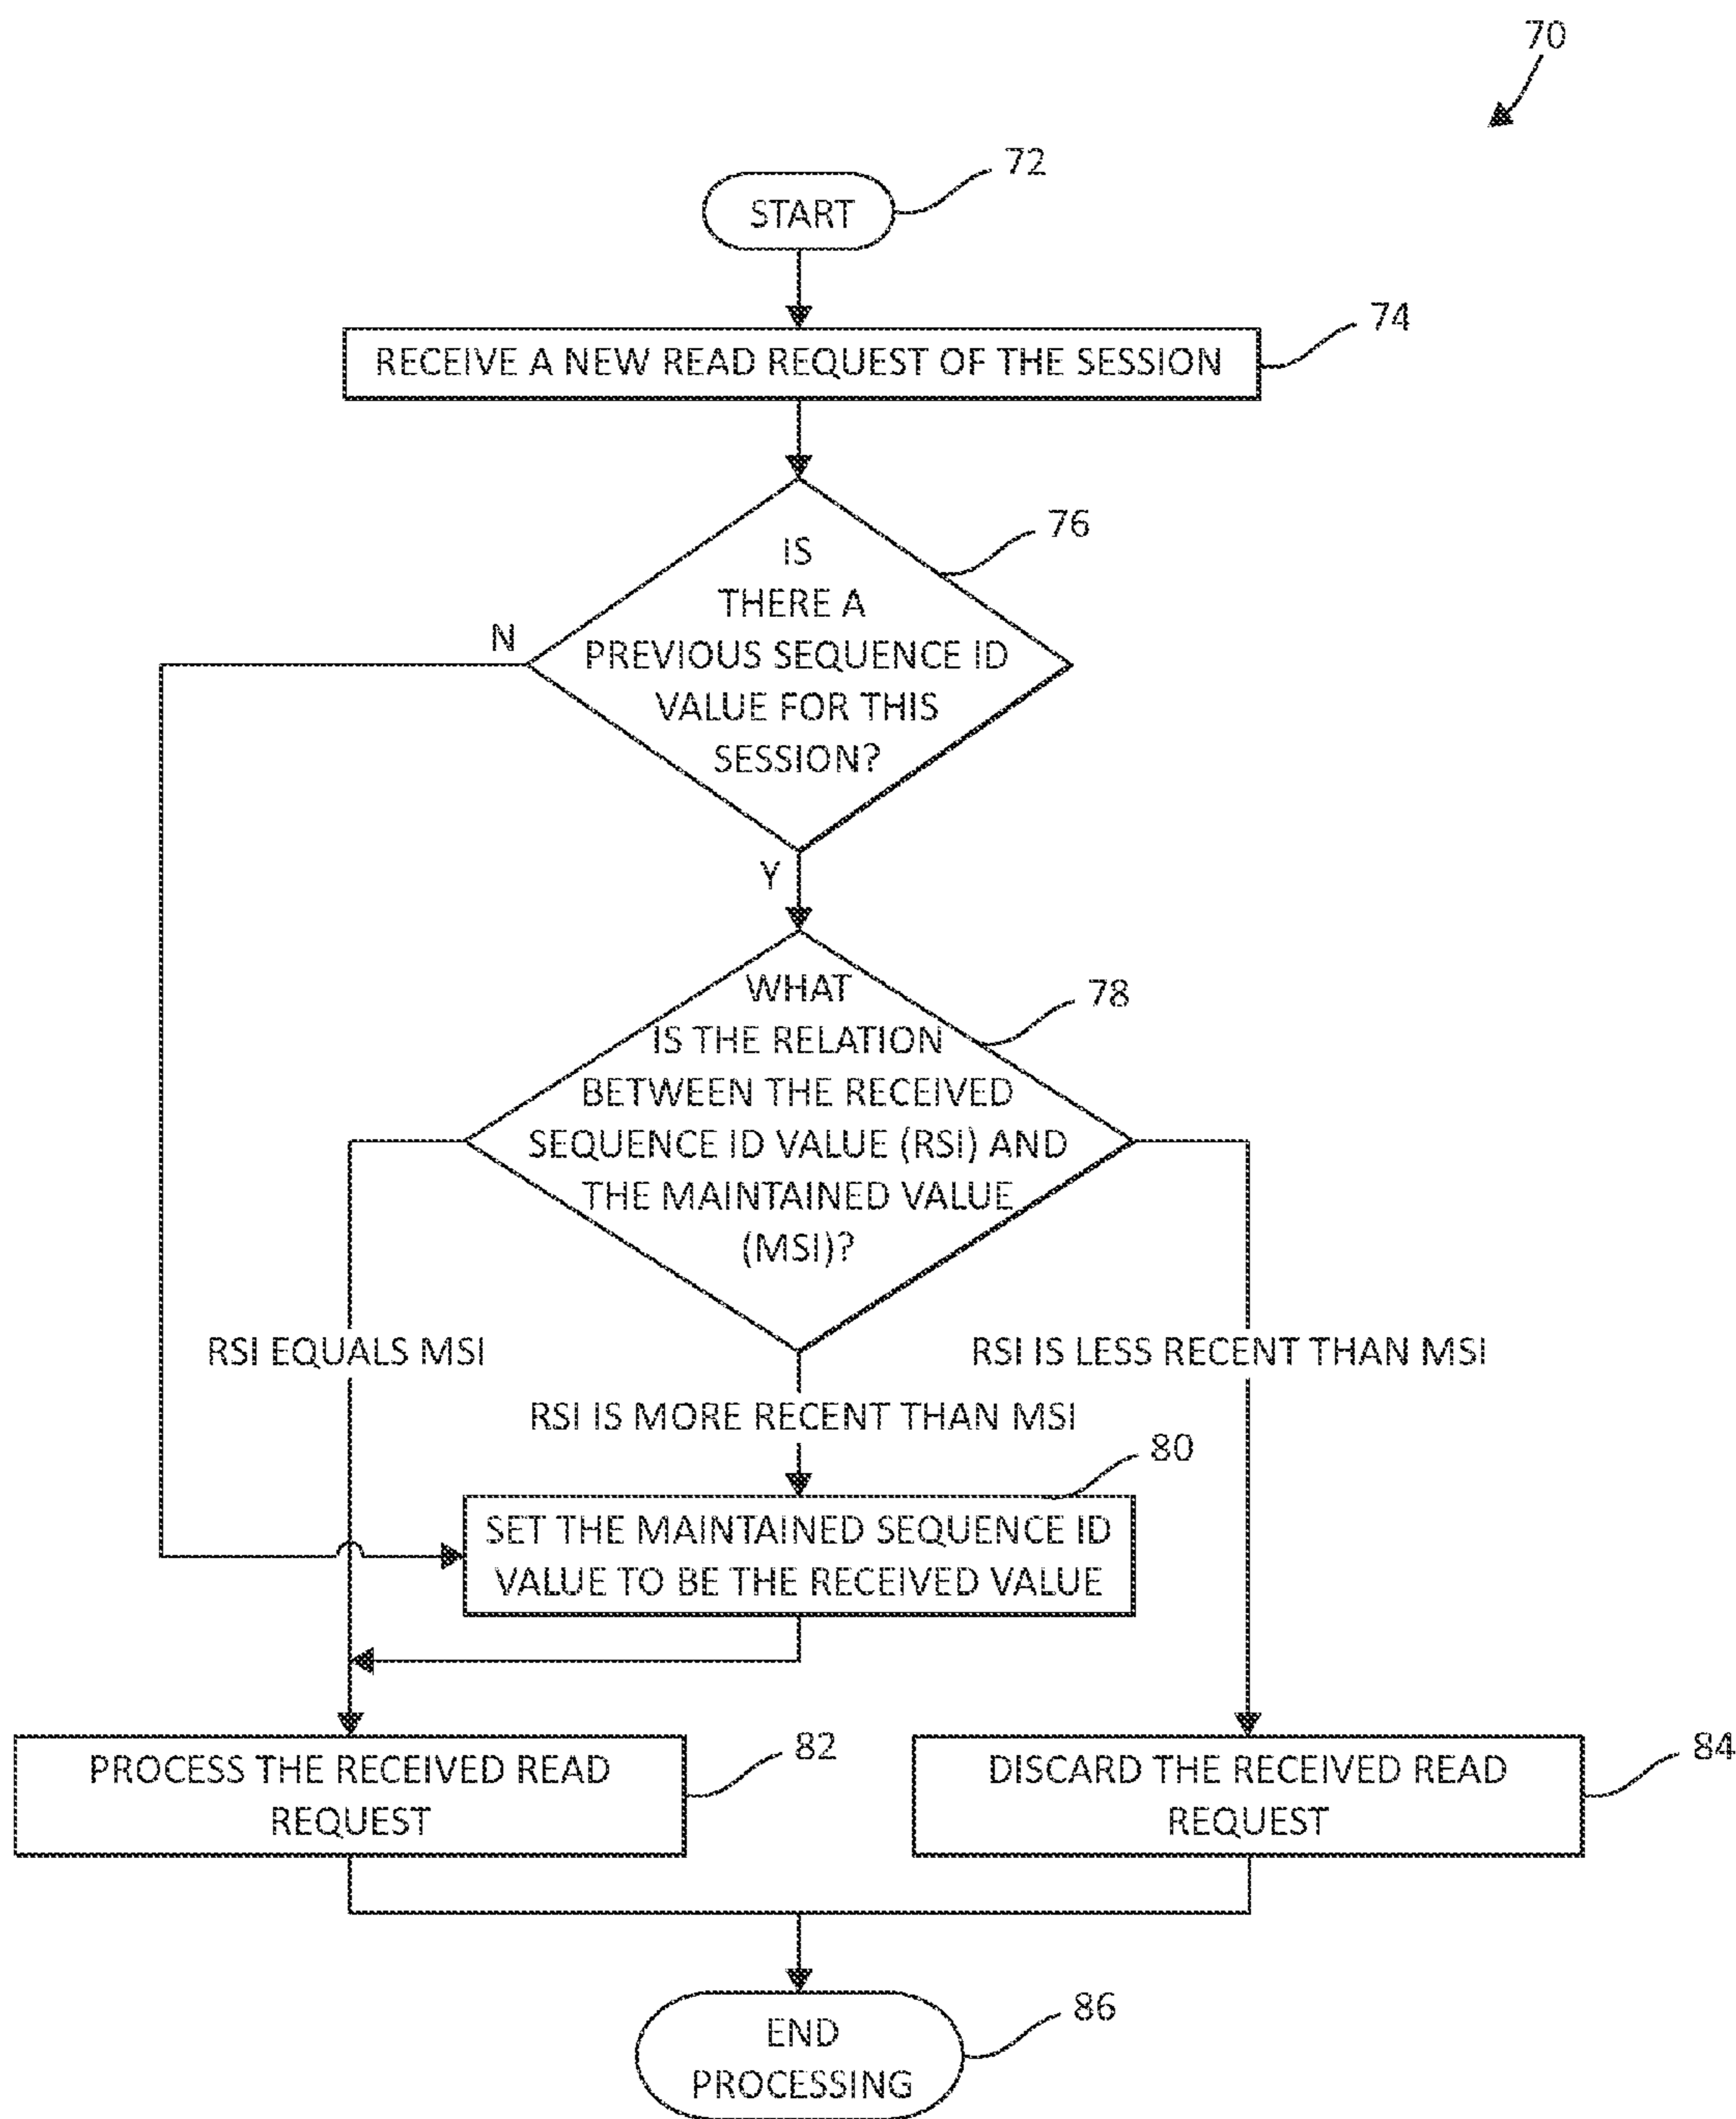 70
72
START
74
RECEIVE A NEW READ REQUEST OF THE SESSION
76
IS
THERE A
PREVIOUS SEQUENCE ID
VALUE FOR THIS
SESSION?
N
Y
78
WHAT
IS THE RELATION
BETWEEN THE RECEIVED
SEQUENCE ID VALUE (RSI) AND
THE MAINTAINED VALUE
(MSI)?
RSI EQUALS MSI
RSI IS LESS RECENT THAN MSI
RSI IS MORE RECENT THAN MSI
80
SET THE MAINTAINED SEQUENCE ID
VALUE TO BE THE RECEIVED VALUE
82
PROCESS THE RECEIVED READ
REQUEST
84
DISCARD THE RECEIVED READ
REQUEST
86
END
PROCESSING